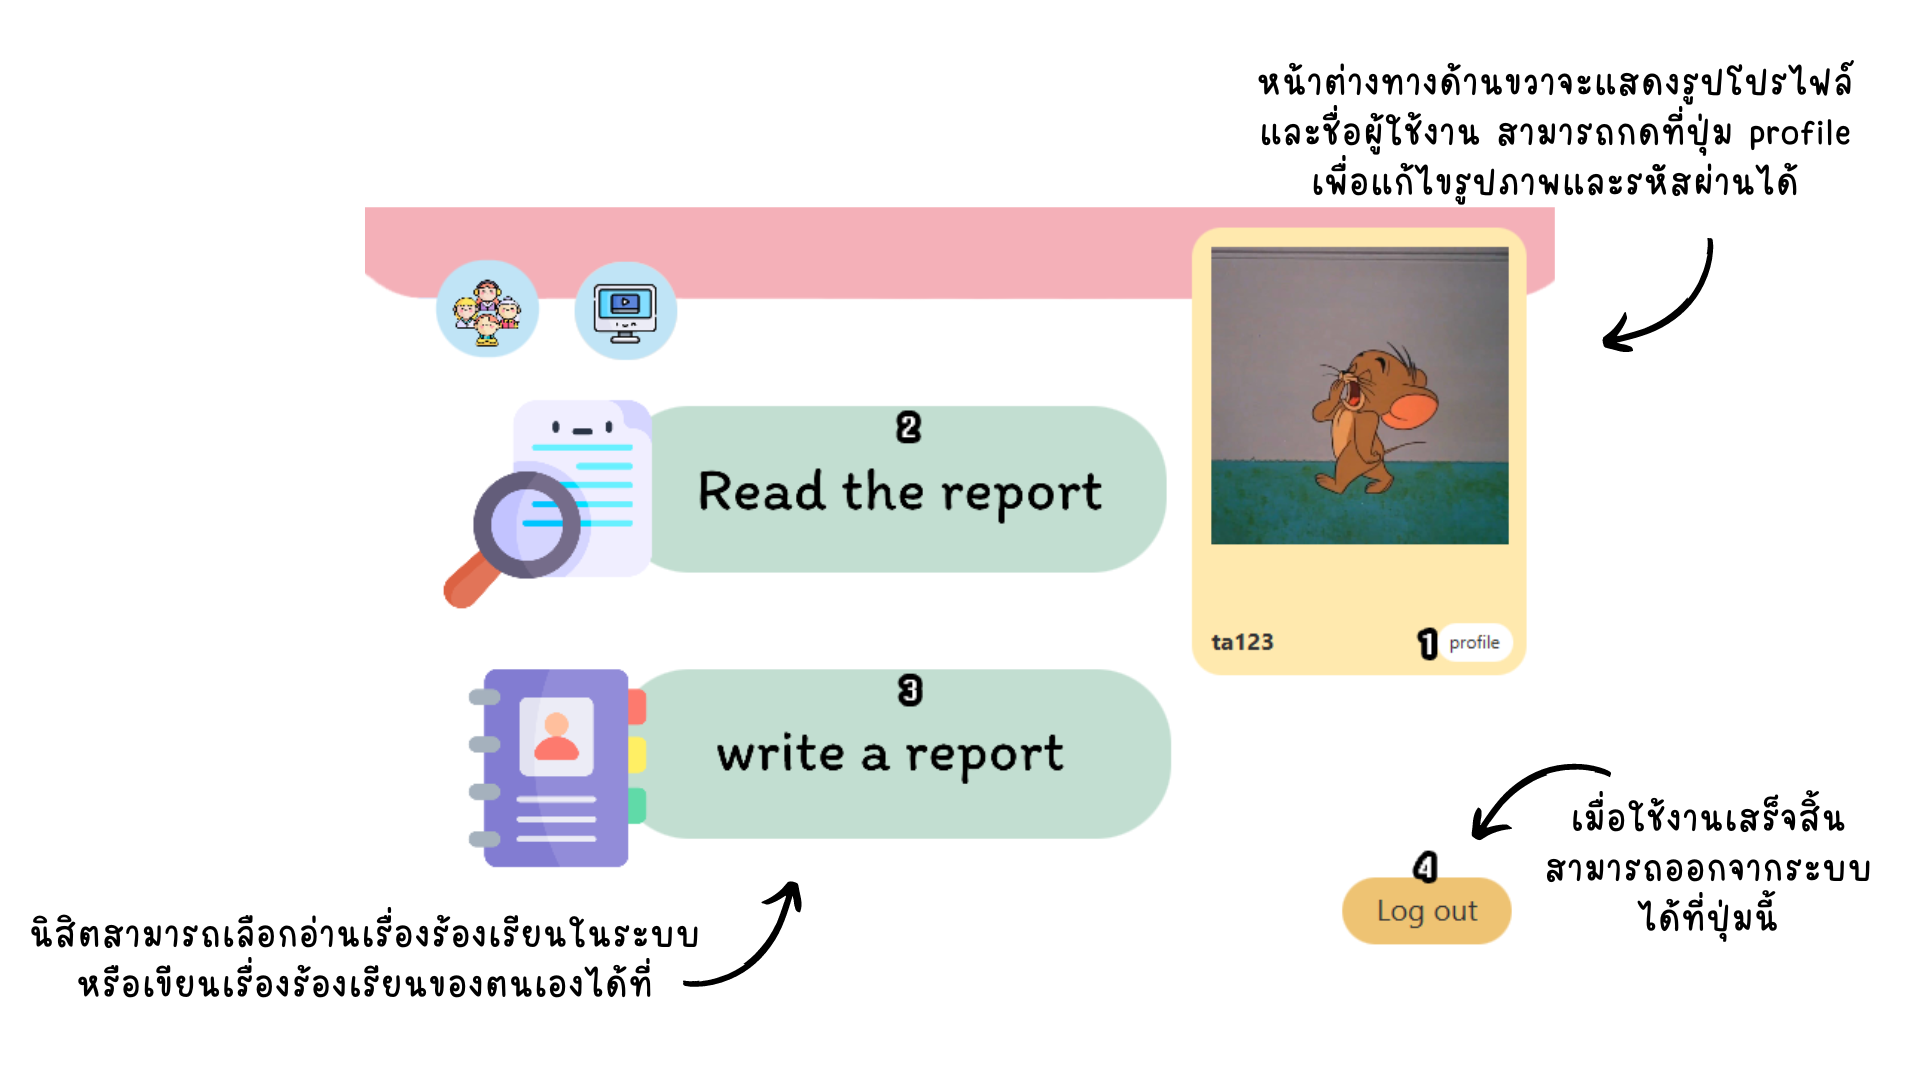 หน้าต่างทางด้านขวาจะแสดงรูปโปรไฟล์
และชื่อผู้ใช้งาน สามารถกดที่ปุ่ม profile
เพื่อแก้ไขรูปภาพและรหัสผ่านได้
2
Read the report
ta123
1
profile
3
write a report
เมื่อใช้งานเสร็จสิ้น
สามารถออกจากระบบ
ได้ที่ปุ่มนี้
4
Log out
นิสิตสามารถเลือกอ่านเรื่องร้องเรียนในระบบ
หรือเขียนเรื่องร้องเรียนของตนเองได้ที่